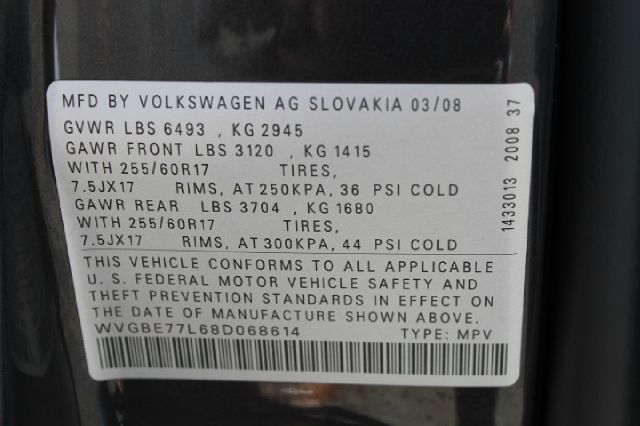 MFD BY VOLKSWAGEN AG SLOVAKIA 03/08
GVWR LBS 6493 , KG 2945
GAWR FRONT LBS 3120 , KG 1415
WITH 255/60R17 TIRES,
7.5JX17 RIMS, AT 250KPA, 36 PSI COLD
GAWR REAR LBS 3704 , KG 1680
WITH 255/60R17 TIRES,
7.5JX17 RIMS, AT 300KPA, 44 PSI COLD
THIS VEHICLE CONFORMS TO ALL APPLICABLE
U. S. FEDERAL MOTOR VEHICLE SAFETY AND
THEFT PREVENTION STANDARDS IN EFFECT ON
THE DATE OF MANUFACTURE SHOWN ABOVE.
WVGBE77L68D068614 TYPE: MPV
1433013 2008 37